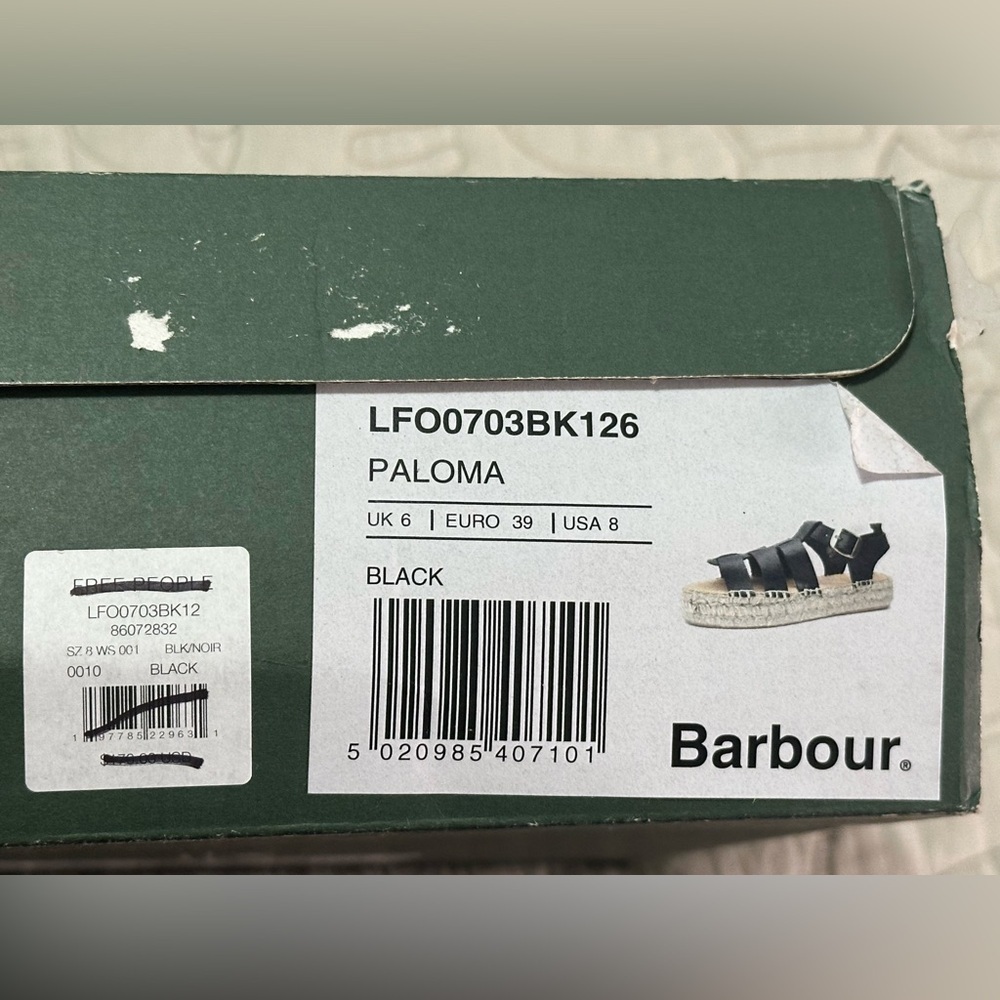 LFO0703BK126
PALOMA
UK 6 | EURO 39 | USA 8
BLACK
5 020985 407101
Barbour®
FREE PEOPLE
LFO0703BK12
86072832
SZ 8 WS 001 BLK/NOIR
0010 BLACK